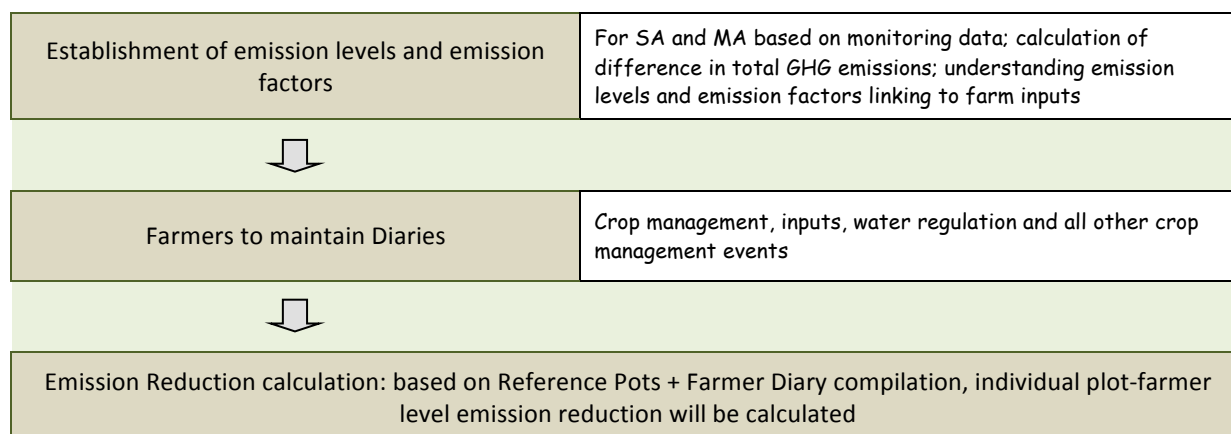 Establishment of emission levels and emission
factors
For SA and MA based on monitoring data; calculation of
difference in total GHG emissions; understanding emission
levels and emission factors linking to farm inputs
Farmers to maintain Diaries
Crop management, inputs, water regulation and all other crop
management events
Emission Reduction calculation: based on Reference Pots + Farmer Diary compilation, individual plot-farmer
level emission reduction will be calculated